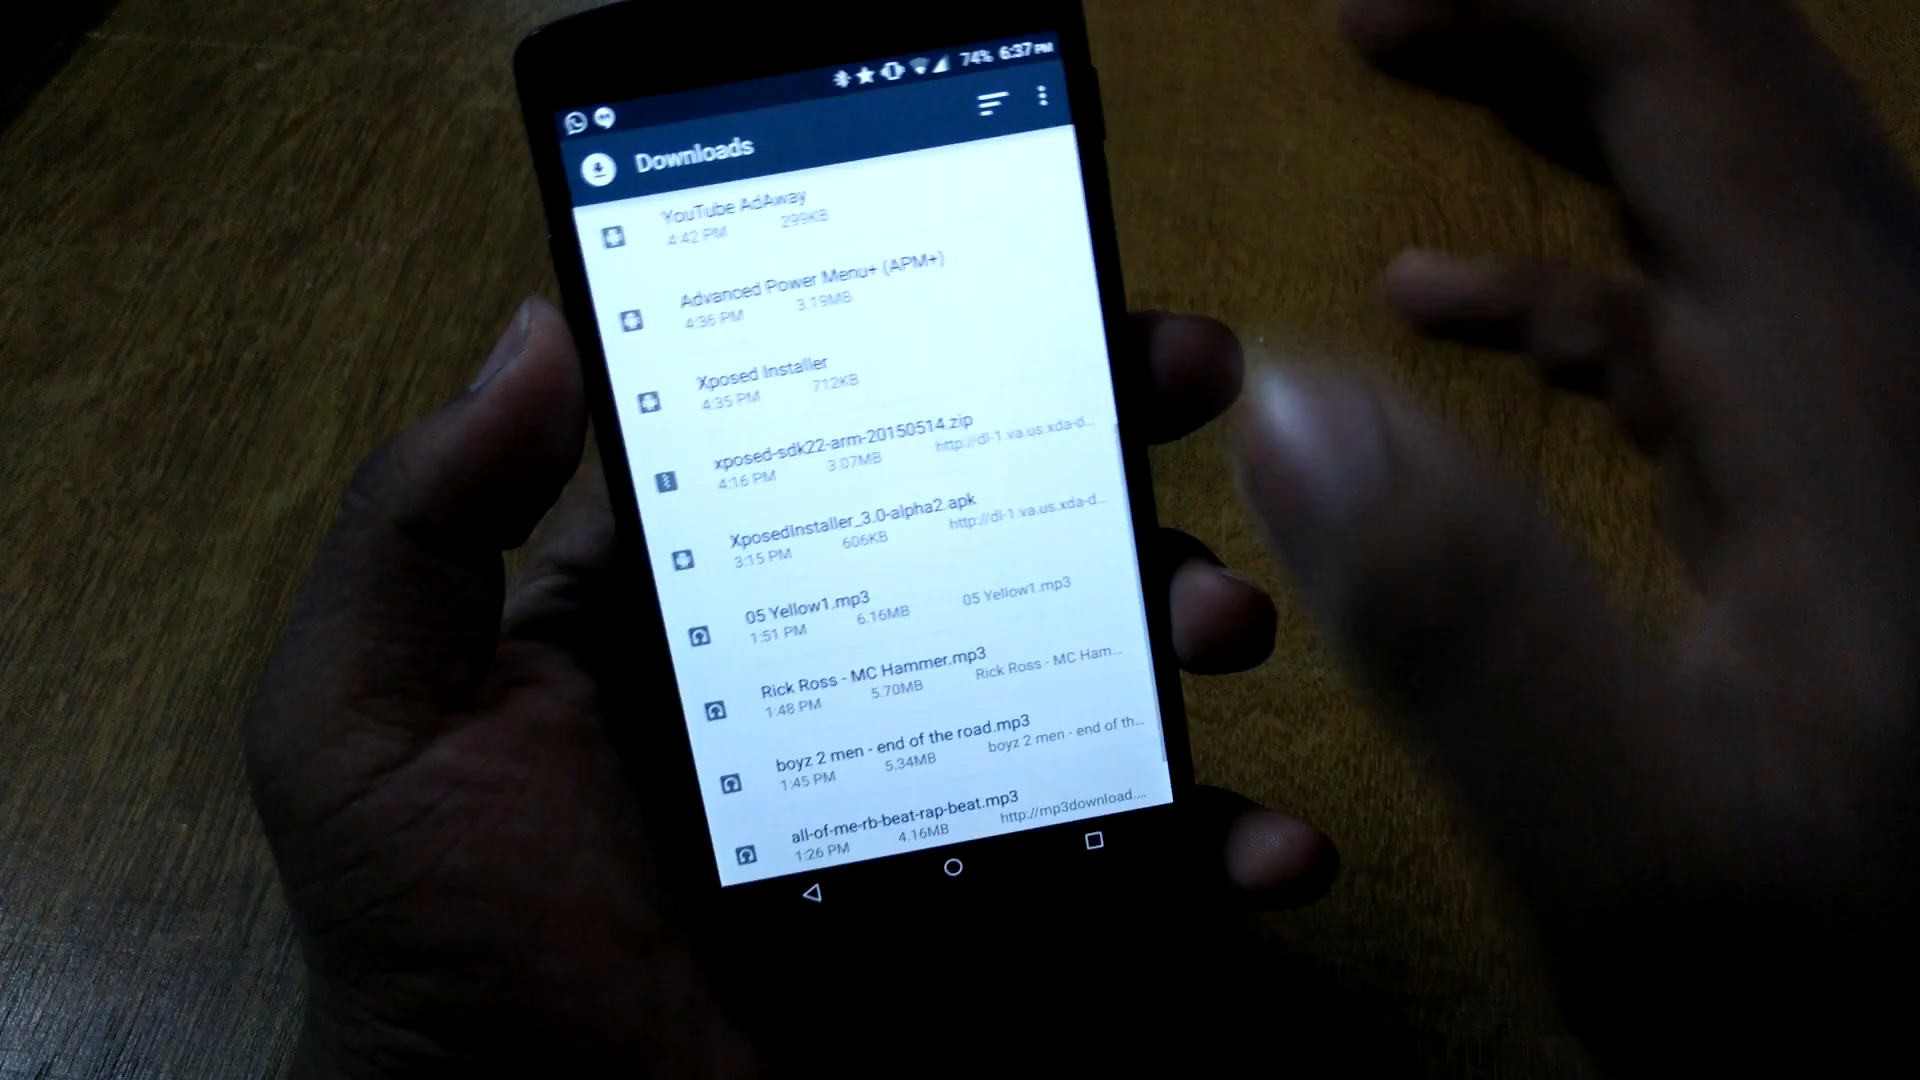 74% 6:37 PM
Downloads
YouTube AdAway
4:42 PM 299KB
Advanced Power Menu+ (APM+)
4:36 PM 3.19MB
Xposed Installer
4:35 PM 712KB
xposed-sdk22-arm-20150514.zip
4:16 PM 3.07MB http://dl-1.va.us.xda-d...
XposedInstaller_3.0-alpha2.apk
3:15 PM 606KB http://dl-1.va.us.xda-d...
05 Yellow1.mp3
1:51 PM 6.16MB 05 Yellow1.mp3
Rick Ross - MC Hammer.mp3
1:48 PM 5.70MB Rick Ross - MC Ham...
boyz 2 men - end of the road.mp3
1:45 PM 5.34MB boyz 2 men - end of th...
all-of-me-rb-beat-rap-beat.mp3
1:26 PM 4.16MB http://mp3download....